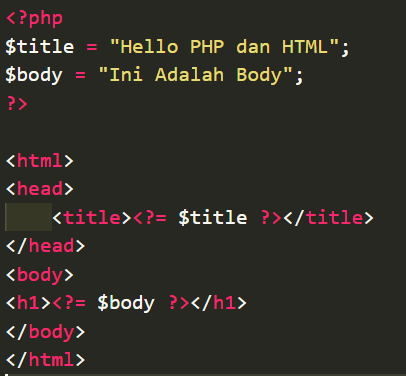 <?php
$title = "Hello PHP dan HTML";
$body = "Ini Adalah Body";
?>

<html>
<head>
    <title><?= $title ?></title>
</head>
<body>
<h1><?= $body ?></h1>
</body>
</html>